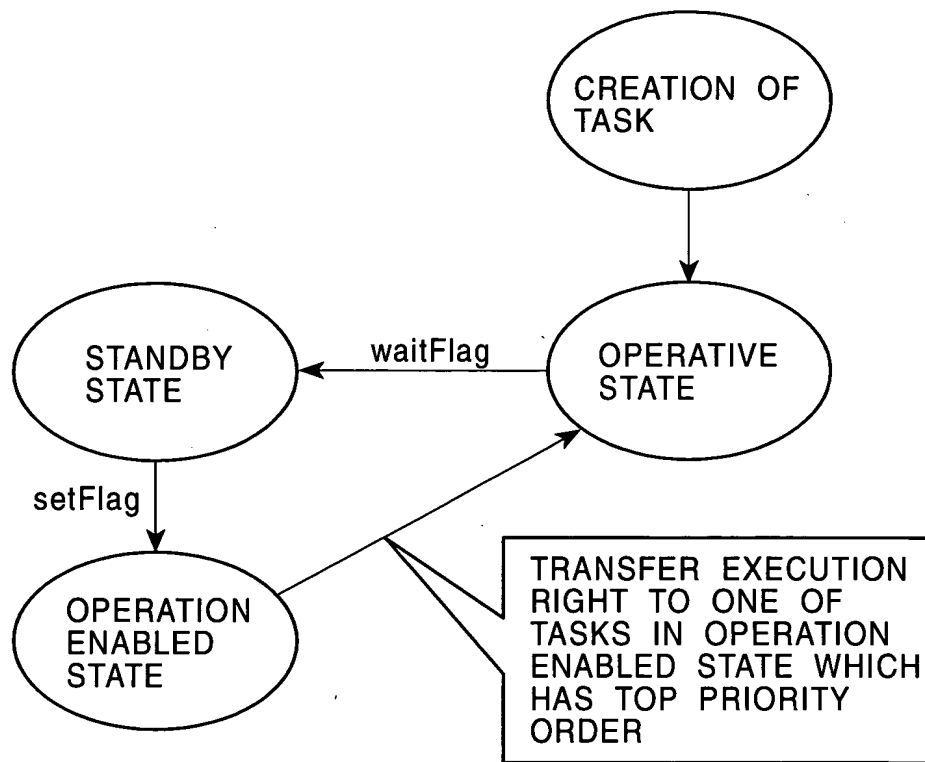 CREATION OF
TASK
STANDBY
STATE
waitFlag
OPERATIVE
STATE
setFlag
OPERATION
ENABLED
STATE
TRANSFER EXECUTION
RIGHT TO ONE OF
TASKS IN OPERATION
ENABLED STATE WHICH
HAS TOP PRIORITY
ORDER